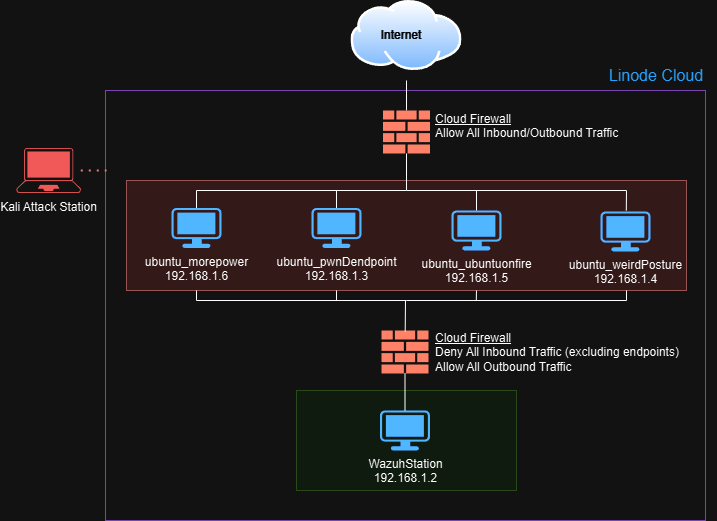 Internet
Linode Cloud
Cloud Firewall
Allow All Inbound/Outbound Traffic
Kali Attack Station
ubuntu_morepower
192.168.1.6
ubuntu_pwnDendpoint
192.168.1.3
ubuntu_ubuntuonfire
192.168.1.5
ubuntu_weirdPosture
192.168.1.4
Cloud Firewall
Deny All Inbound Traffic (excluding endpoints)
Allow All Outbound Traffic
WazuhStation
192.168.1.2